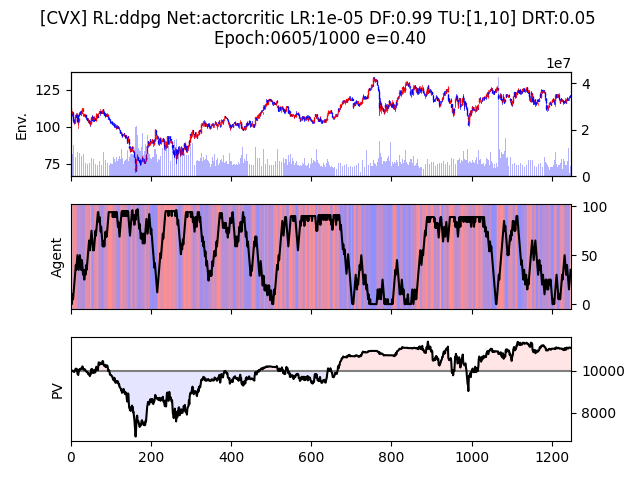 [CVX] RL:ddpg Net:actorcritic LR:1e-05 DF:0.99 TU:[1,10] DRT:0.05
Epoch:0605/1000 e=0.40
1e7
125
100
75
Env.
4
2
0
Agent
100
50
0
PV
10000
8000
0 200 400 600 800 1000 1200